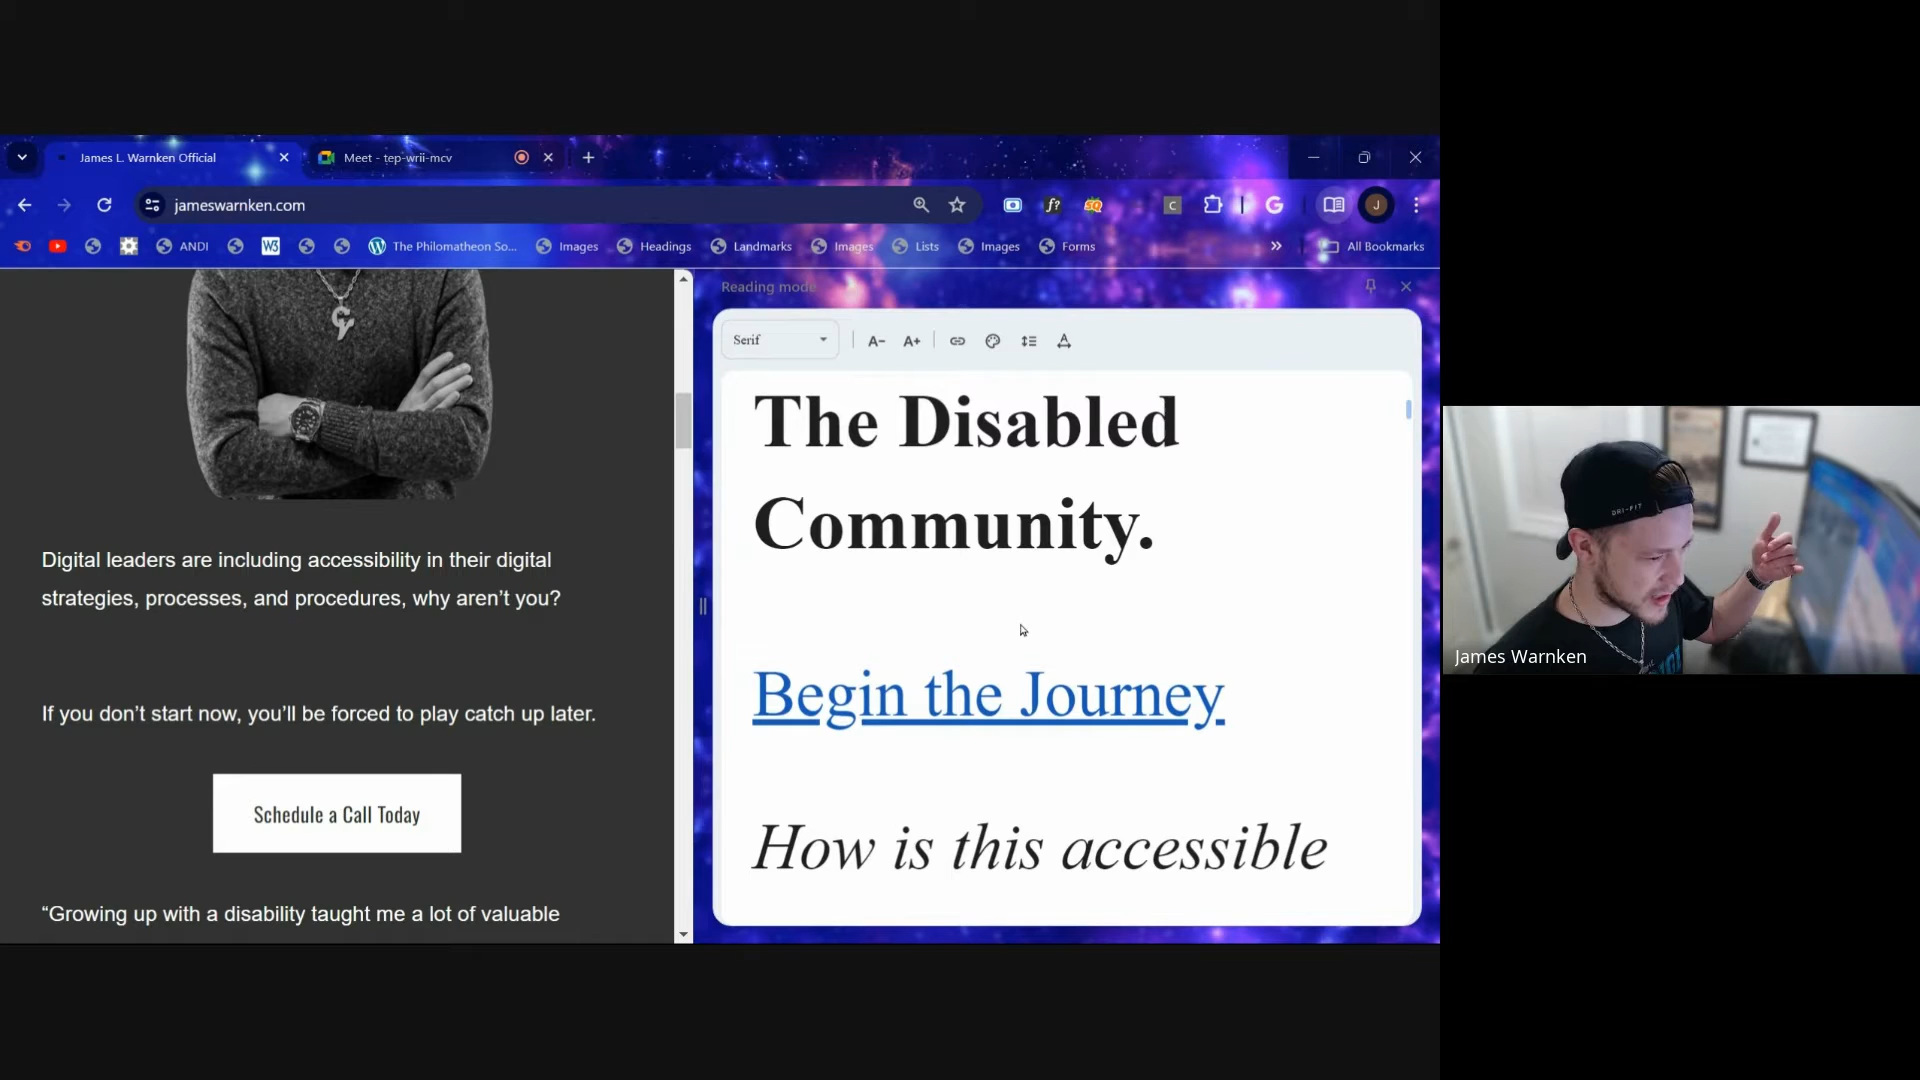 James L. Warnken Official
Meet - tep-wrii-mcv
jameswarnken.com
ANDI
W3
The Philomatheon So...
Images
Headings
Landmarks
Images
Lists
Images
Forms
All Bookmarks
Reading mode
Serif
A-
A+
Digital leaders are including accessibility in their digital
strategies, processes, and procedures, why aren’t you?
If you don’t start now, you’ll be forced to play catch up later.
Schedule a Call Today
“Growing up with a disability taught me a lot of valuable
The Disabled
Community.
Begin the Journey
How is this accessible
DRI-FIT
James Warnken